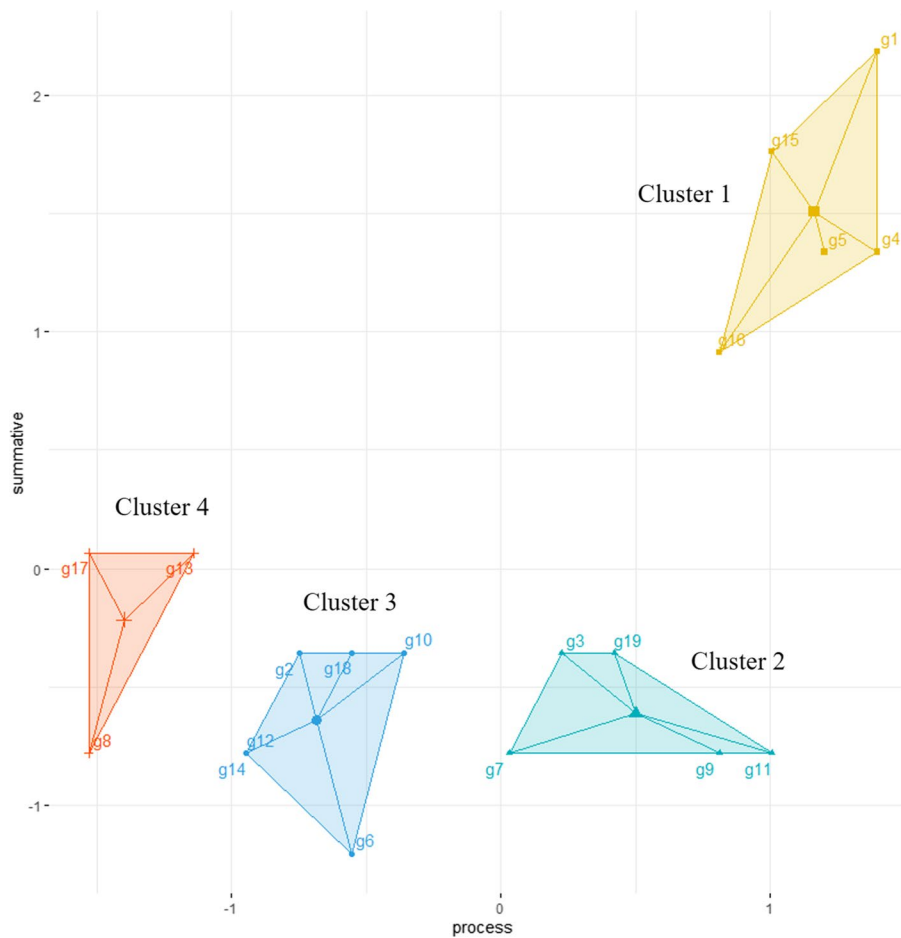 g1
2
g15
Cluster 1
g5
g4
1
g16
summative
Cluster 4
0
g17
g13
Cluster 3
g10
g3
g19
g2
g18
Cluster 2
g12
g8
g14
g7
g9
g11
-1
g6
-1
0
1
process